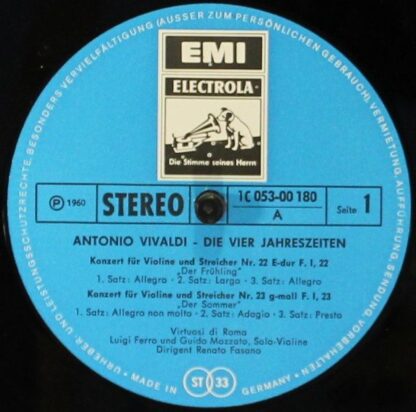 EMI
ELECTROLA
Die Stimme seines Herrn
℗ 1960
STEREO
1C 053-00 180
A
Seite 1
ANTONIO VIVALDI - DIE VIER JAHRESZEITEN
Konzert für Violine und Streicher Nr. 22 E-dur F. I, 22
„Der Frühling"
1. Satz: Allegro · 2. Satz: Largo · 3. Satz: Allegro
Konzert für Violine und Streicher Nr. 23 g-moll F. I, 23
„Der Sommer"
1. Satz: Allegro non molto · 2. Satz: Adagio · 3. Satz: Presto
Virtuosi di Roma
Luigi Ferro und Guido Mozzato, Solo-Violine
Dirigent Renato Fasano
ST 33
MADE IN GERMANY
URHEBER UND LEISTUNGSSCHUTZRECHTE, BESONDERS VERVIELFÄLTIGUNG (AUSSER ZUM PERSÖNLICHEN GEBRAUCH) VERMIETUNG, AUFFÜHRUNG, SENDUNG, VORBEHALTEN